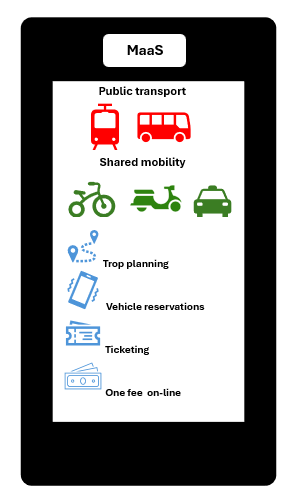 MaaS
Public transport
Shared mobility
Trop planning
Vehicle reservations
Ticketing
One fee on-line